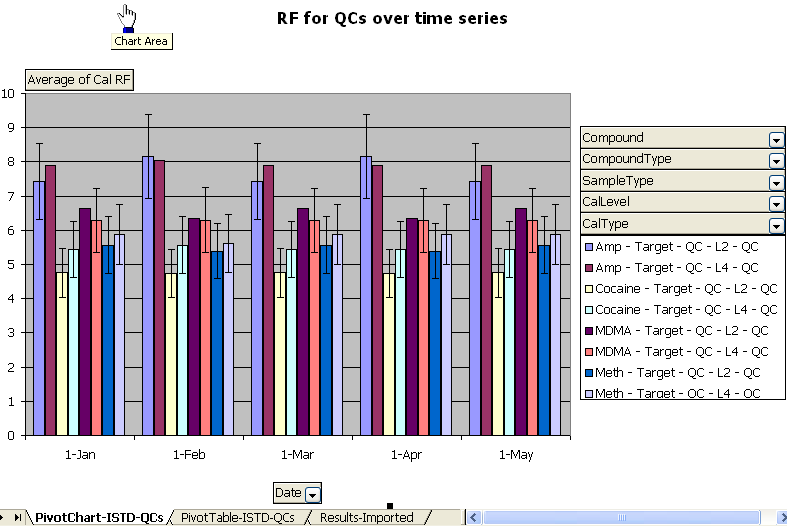 RF for QCs over time series
Chart Area
Average of Cal RF
10
9
8
7
6
5
4
3
2
1
0
1-Jan
1-Feb
1-Mar
1-Apr
1-May
Compound
CompoundType
SampleType
CalLevel
CalType
Amp - Target - QC - L2 - QC
Amp - Target - QC - L4 - QC
Cocaine - Target - QC - L2 - QC
Cocaine - Target - QC - L4 - QC
MDMA - Target - QC - L2 - QC
MDMA - Target - QC - L4 - QC
Meth - Target - QC - L2 - QC
Meth - Target - QC - L4 - QC
Date
PivotChart-ISTD-QCs
PivotTable-ISTD-QCs
Results-Imported